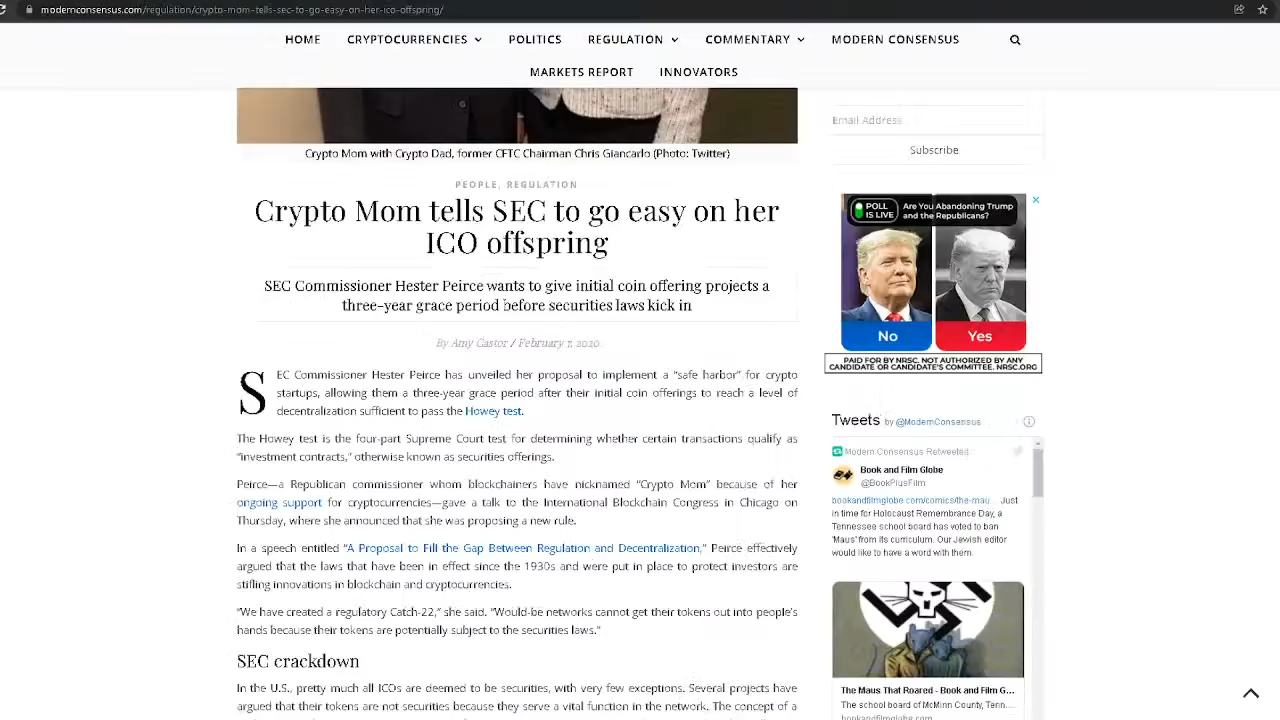 modernconsensus.com/regulation/crypto-mom-tells-sec-to-go-easy-on-her-ico-offspring/
HOME CRYPTOCURRENCIES POLITICS REGULATION COMMENTARY MODERN CONSENSUS
MARKETS REPORT INNOVATORS
Crypto Mom with Crypto Dad, former CFTC Chairman Chris Giancarlo (Photo: Twitter)
PEOPLE, REGULATION
Crypto Mom tells SEC to go easy on her
ICO offspring
SEC Commissioner Hester Peirce wants to give initial coin offering projects a
three-year grace period before securities laws kick in
By Amy Castor / February 7, 2020
SEC Commissioner Hester Peirce has unveiled her proposal to implement a “safe harbor” for crypto
startups, allowing them a three-year grace period after their initial coin offerings to reach a level of
decentralization sufficient to pass the Howey test.
The Howey test is the four-part Supreme Court test for determining whether certain transactions qualify as
“investment contracts,” otherwise known as securities offerings.
Peirce—a Republican commissioner whom blockchainers have nicknamed “Crypto Mom” because of her
ongoing support for cryptocurrencies—gave a talk to the International Blockchain Congress in Chicago on
Thursday, where she announced that she was proposing a new rule.
In a speech entitled “A Proposal to Fill the Gap Between Regulation and Decentralization,” Peirce effectively
argued that the laws that have been in effect since the 1930s and were put in place to protect investors are
stifling innovations in blockchain and cryptocurrencies.
“We have created a regulatory Catch-22,” she said. “Would-be networks cannot get their tokens out into people’s
hands because their tokens are potentially subject to the securities laws.”
SEC crackdown
In the U.S., pretty much all ICOs are deemed to be securities, with very few exceptions. Several projects have
argued that their tokens are not securities because they serve a vital function in the network. The concept of a
Email Address
Subscribe
POLL
IS LIVE
Are You Abandoning Trump
and the Republicans?
No Yes
PAID FOR BY NRSC. NOT AUTHORIZED BY ANY
CANDIDATE OR CANDIDATE'S COMMITTEE. NRSC.ORG
Tweets by @ModernConsensus
Modern Consensus Retweeted
Book and Film Globe
@BookPlusFilm
bookandfilmglobe.com/comics/the-mau... Just
in time for Holocaust Remembrance Day, a
Tennessee school board has voted to ban
'Maus' from its curriculum. Our Jewish editor
would like to have a word with them.
The Maus That Roared - Book and Film G...
The school board of McMinn County, Tenn....
bookandfilmglobe.com